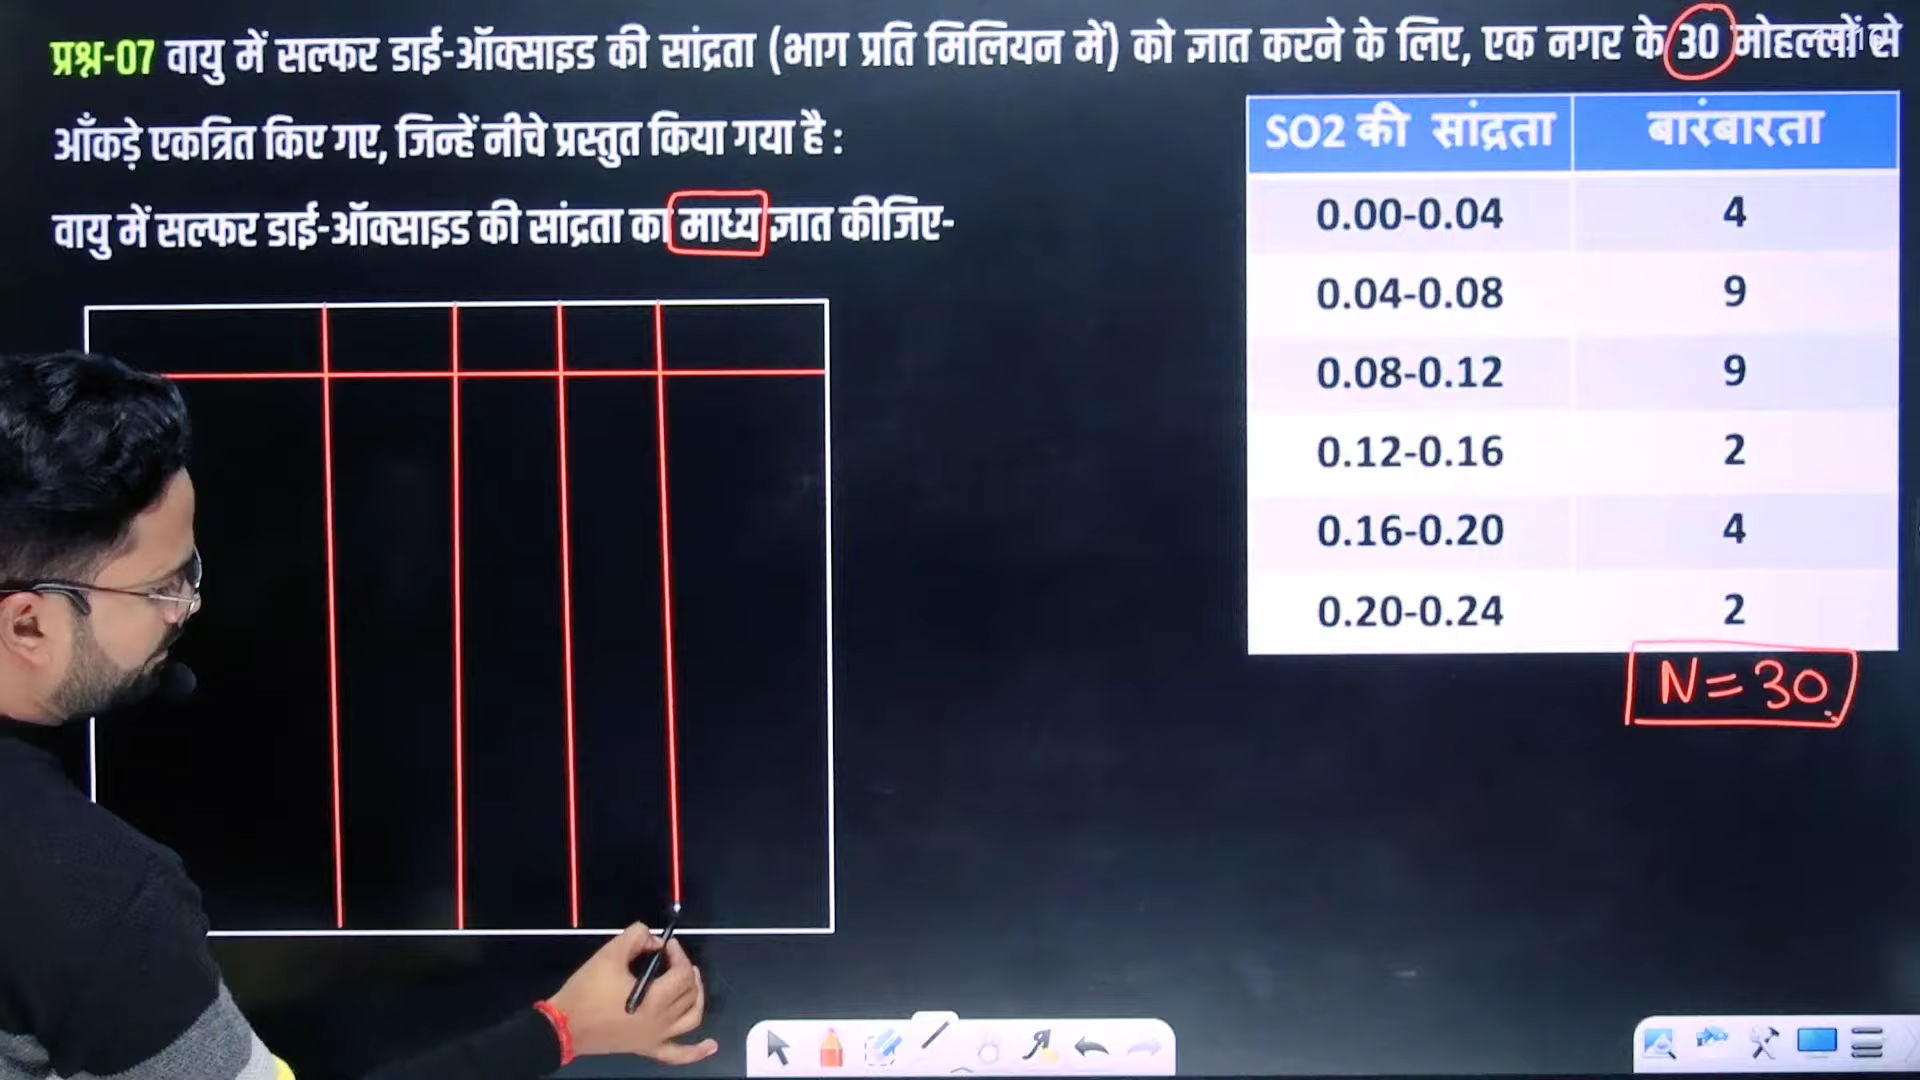 प्रश्न-07 वायु में सल्फर डाई-ऑक्साइड की सांद्रता (भाग प्रति मिलियन में) को ज्ञात करने के लिए, एक नगर के 30 मोहल्लों से
आँकड़े एकत्रित किए गए, जिन्हें नीचे प्रस्तुत किया गया है :
वायु में सल्फर डाई-ऑक्साइड की सांद्रता का माध्य ज्ञात कीजिए-
SO2 की सांद्रता बारंबारता
0.00-0.04 4
0.04-0.08 9
0.08-0.12 9
0.12-0.16 2
0.16-0.20 4
0.20-0.24 2
N = 30